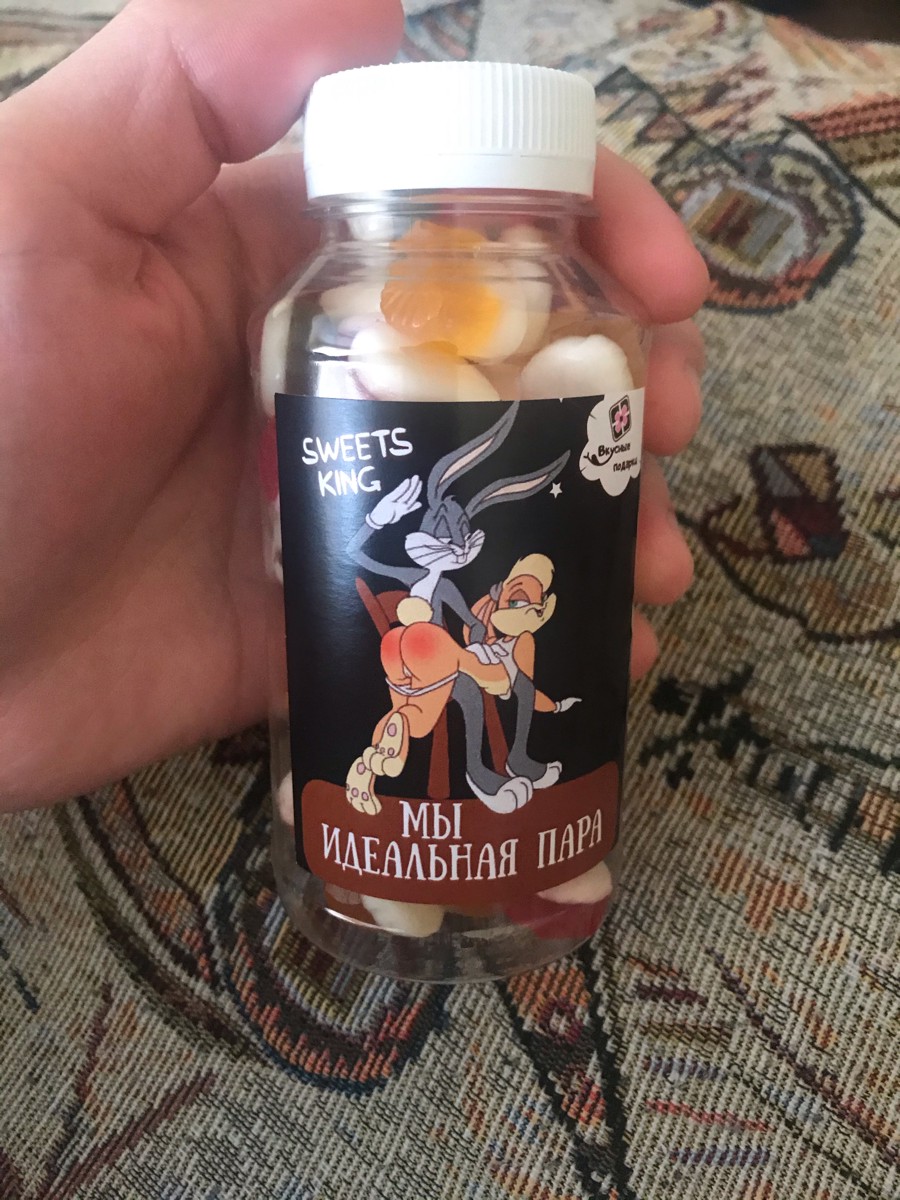 SWEETS
KING
Вкусные
подарки
МЫ
ИДЕАЛЬНАЯ ПАРА